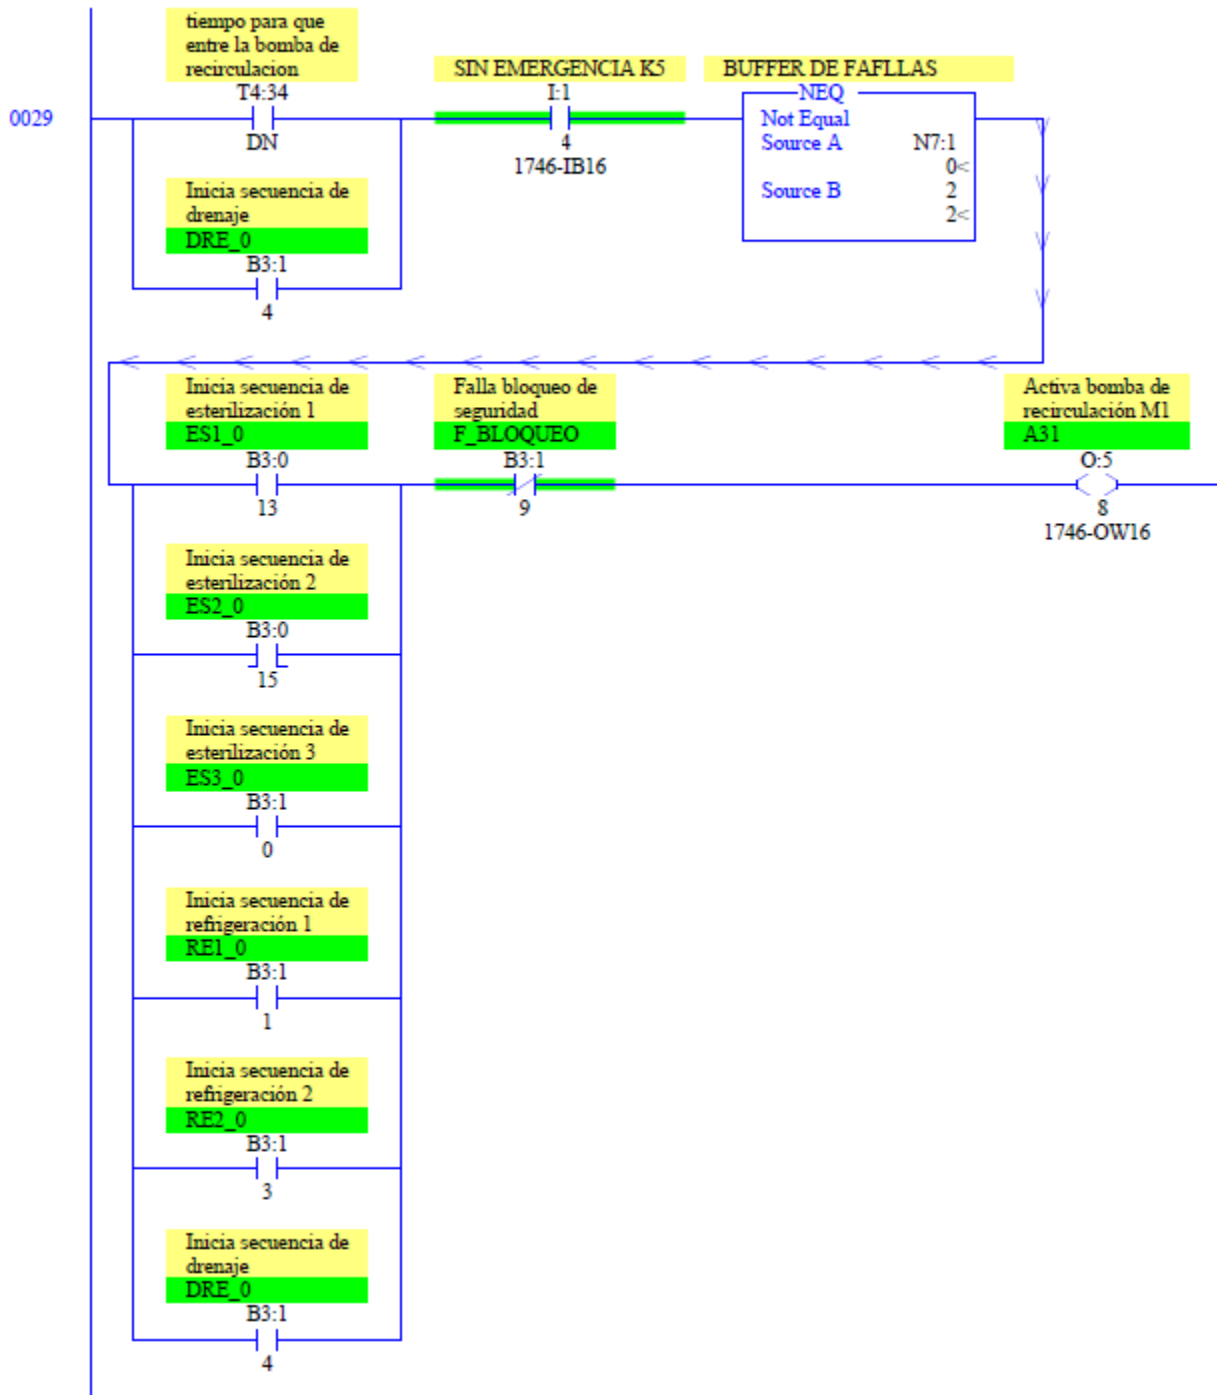 0029
tiempo para que
entre la bomba de
recirculacion
T4:34
DN
SIN EMERGENCIA K5
I:1
4
1746-IB16
BUFFER DE FAFLLAS
NEQ
Not Equal
Source A N7:1
0<
Source B 2
2<
Inicia secuencia de
drenaje
DRE_0
B3:1
4
Inicia secuencia de
esterilización 1
ES1_0
B3:0
13
Falla bloqueo de
seguridad
F_BLOQUEO
B3:1
9
Activa bomba de
recirculación M1
A31
O:5
8
1746-OW16
Inicia secuencia de
esterilización 2
ES2_0
B3:0
15
Inicia secuencia de
esterilización 3
ES3_0
B3:1
0
Inicia secuencia de
refrigeración 1
RE1_0
B3:1
1
Inicia secuencia de
refrigeración 2
RE2_0
B3:1
3
Inicia secuencia de
drenaje
DRE_0
B3:1
4